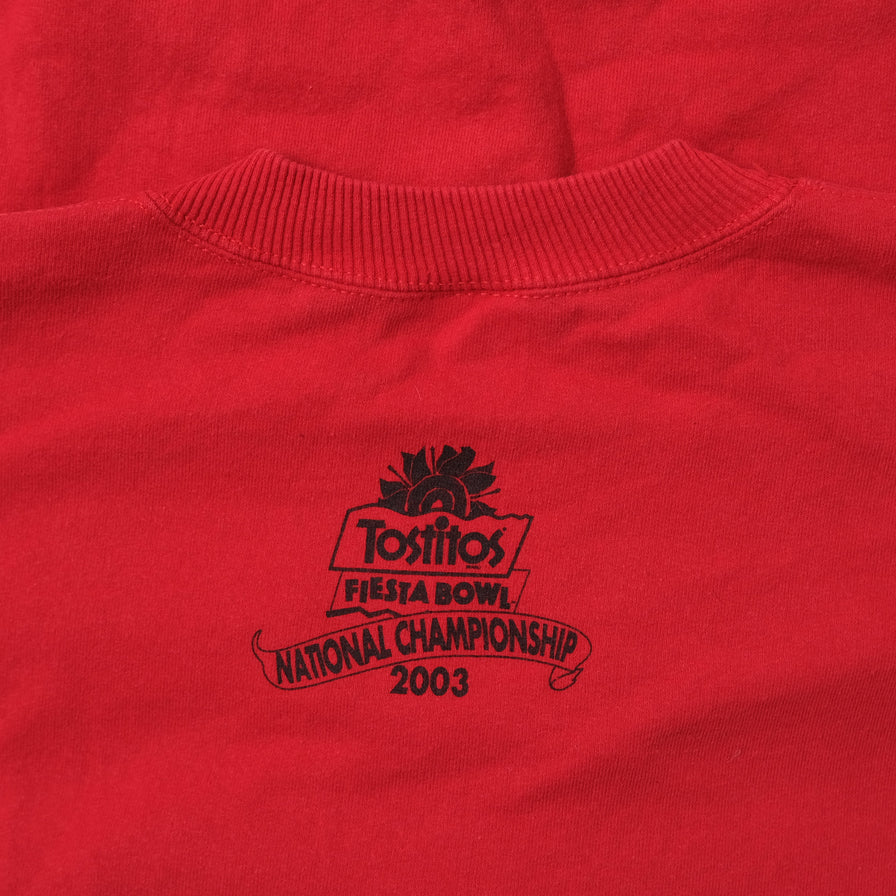 Tostitos
FIESTA BOWL
NATIONAL CHAMPIONSHIP
2003